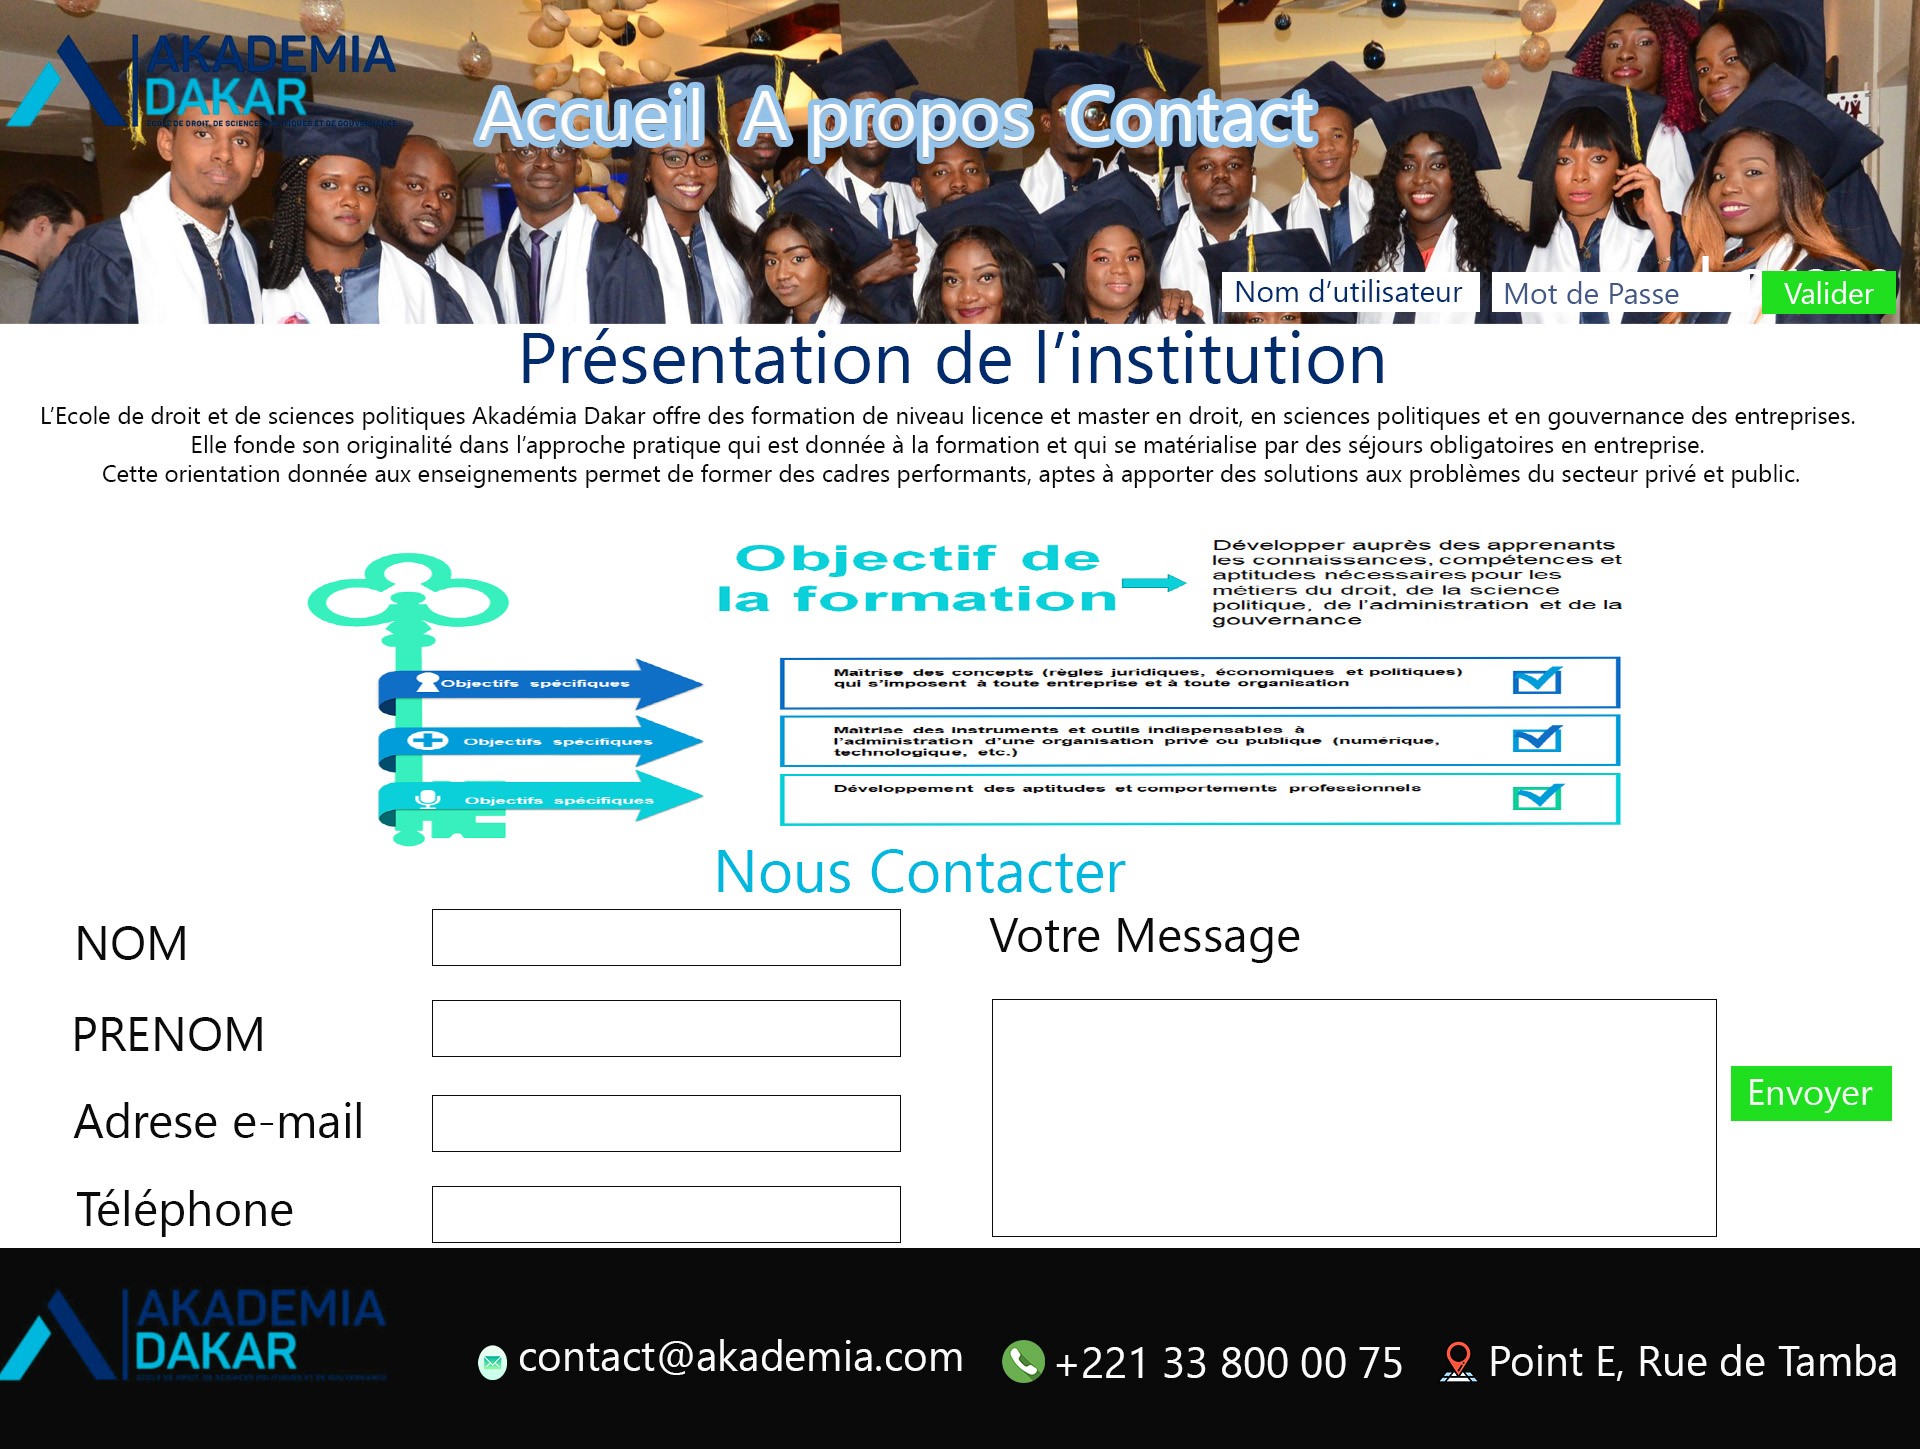 AKADEMIA
DAKAR
ECOLE DE DROIT, DE SCIENCES POLITIQUES ET DE GOUVERNANCE
Accueil A propos Contact
Nom d’utilisateur Mot de Passe Valider
Présentation de l’institution
L’Ecole de droit et de sciences politiques Akadémia Dakar offre des formation de niveau licence et master en droit, en sciences politiques et en gouvernance des entreprises.
Elle fonde son originalité dans l’approche pratique qui est donnée à la formation et qui se matérialise par des séjours obligatoires en entreprise.
Cette orientation donnée aux enseignements permet de former des cadres performants, aptes à apporter des solutions aux problèmes du secteur privé et public.
Objectif de
la formation
Développer auprès des apprenants
les connaissances, compétences et
aptitudes nécessaires pour les
métiers du droit, de la science
politique, de l’administration et de la
gouvernance
Objectifs spécifiques
Maîtrise des concepts (règles juridiques, économiques et politiques)
qui s’imposent à toute entreprise et à toute organisation
Objectifs spécifiques
Maîtrise des instruments et outils indispensables à
l’administration d’une organisation privé ou publique (numérique,
technologique, etc.)
Objectifs spécifiques
Développement des aptitudes et comportements professionnels
Nous Contacter
NOM
PRENOM
Adrese e-mail
Téléphone
Votre Message
Envoyer
AKADEMIA
DAKAR
contact@akademia.com +221 33 800 00 75 Point E, Rue de Tamba